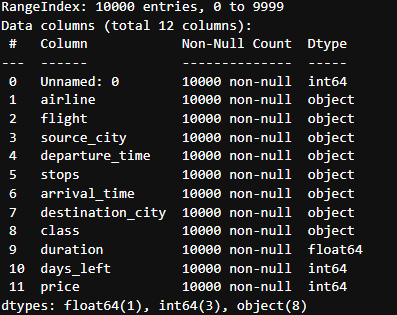 RangeIndex: 10000 entries, 0 to 9999
Data columns (total 12 columns):
 #   Column            Non-Null Count  Dtype
---  ------            --------------  -----
 0   Unnamed: 0        10000 non-null  int64
 1   airline           10000 non-null  object
 2   flight            10000 non-null  object
 3   source_city       10000 non-null  object
 4   departure_time    10000 non-null  object
 5   stops             10000 non-null  object
 6   arrival_time      10000 non-null  object
 7   destination_city  10000 non-null  object
 8   class             10000 non-null  object
 9   duration          10000 non-null  float64
 10  days_left         10000 non-null  int64
 11  price             10000 non-null  int64
dtypes: float64(1), int64(3), object(8)